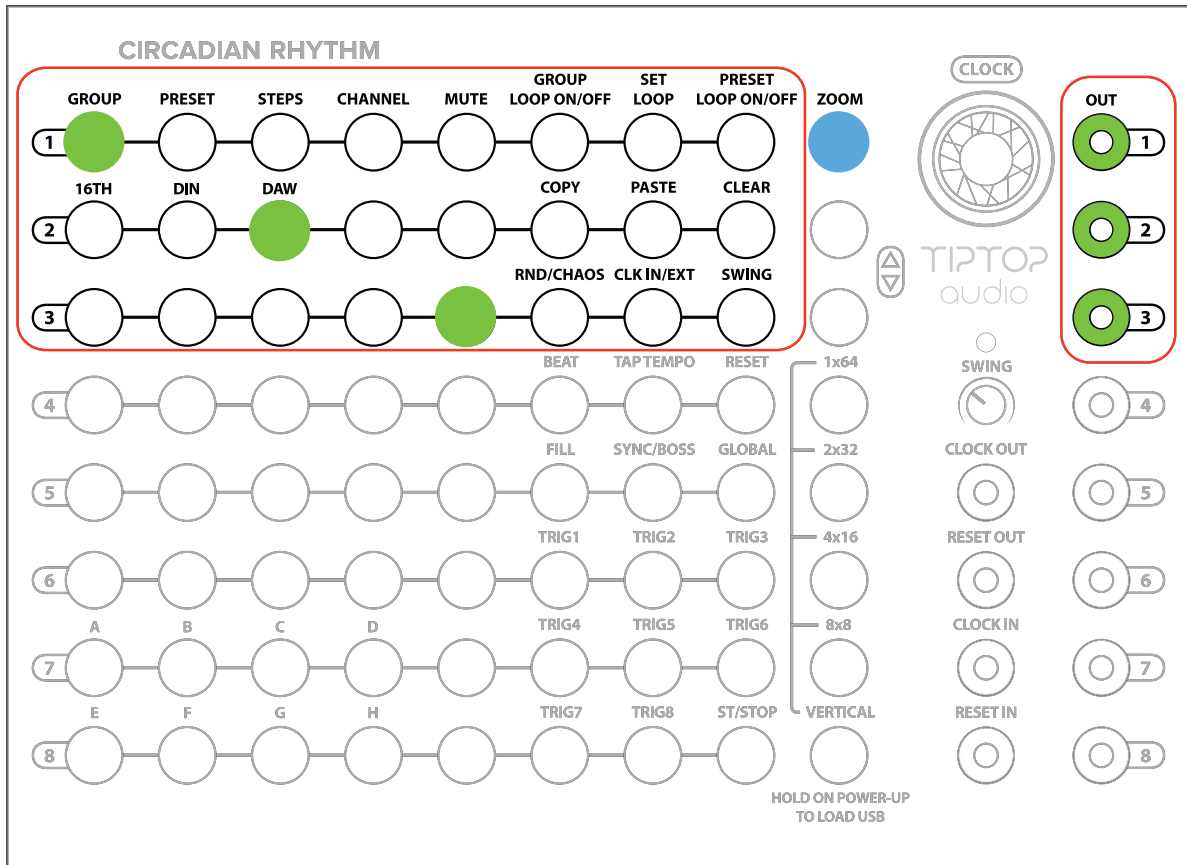 CIRCADIAN RHYTHM
CLOCK
GROUP PRESET STEPS CHANNEL MUTE GROUP LOOP ON/OFF SET LOOP PRESET LOOP ON/OFF ZOOM OUT
1 1
16TH DIN DAW COPY PASTE CLEAR
2 2
TIPTOP
audio
RND/CHAOS CLK IN/EXT SWING
3 3
BEAT TAP TEMPO RESET 1x64 SWING
4 4
FILL SYNC/BOSS GLOBAL 2x32 CLOCK OUT
5 5
TRIG1 TRIG2 TRIG3 4x16 RESET OUT
6 6
A B C D TRIG4 TRIG5 TRIG6 8x8 CLOCK IN
7 7
E F G H TRIG7 TRIG8 ST/STOP VERTICAL RESET IN
8 8
HOLD ON POWER-UP
TO LOAD USB